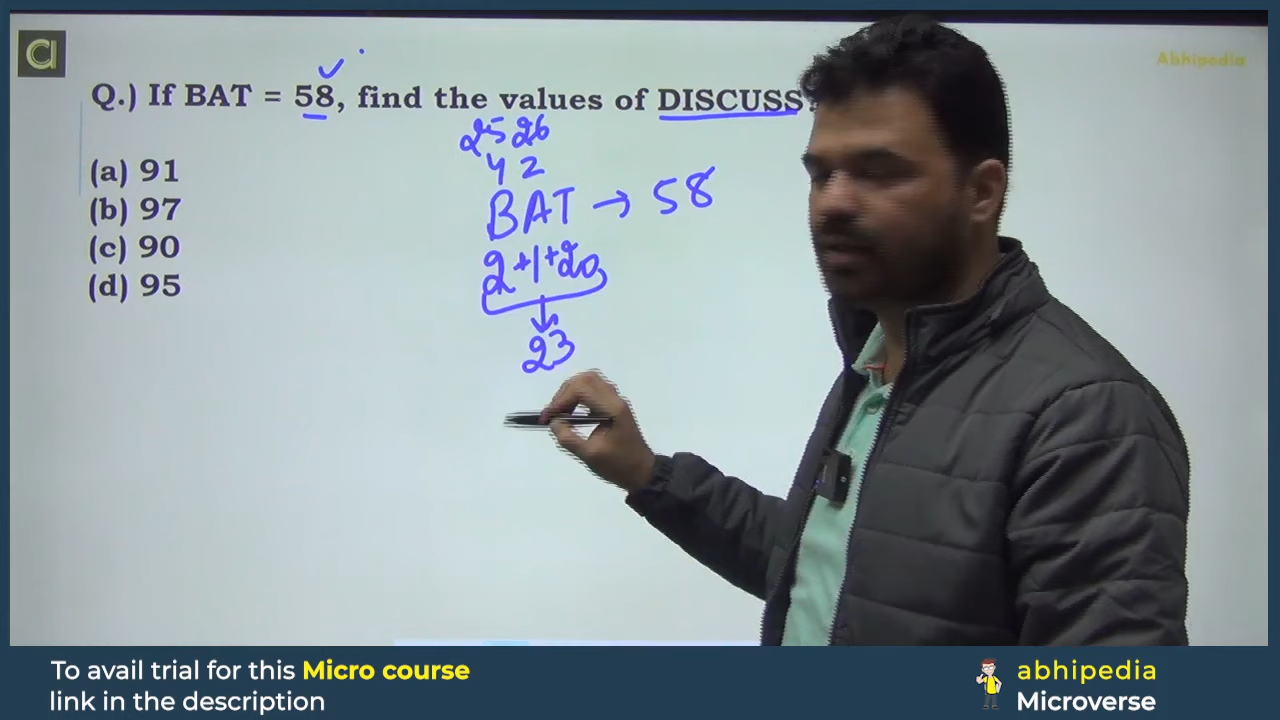 Abhipedia
Q.) If BAT = 58, find the values of DISCUSS?
25 26
4 2
(a) 91
BAT → 58
(b) 97
(c) 90
2+1+20
(d) 95
23
To avail trial for this Micro course
link in the description
abhipedia
Microverse